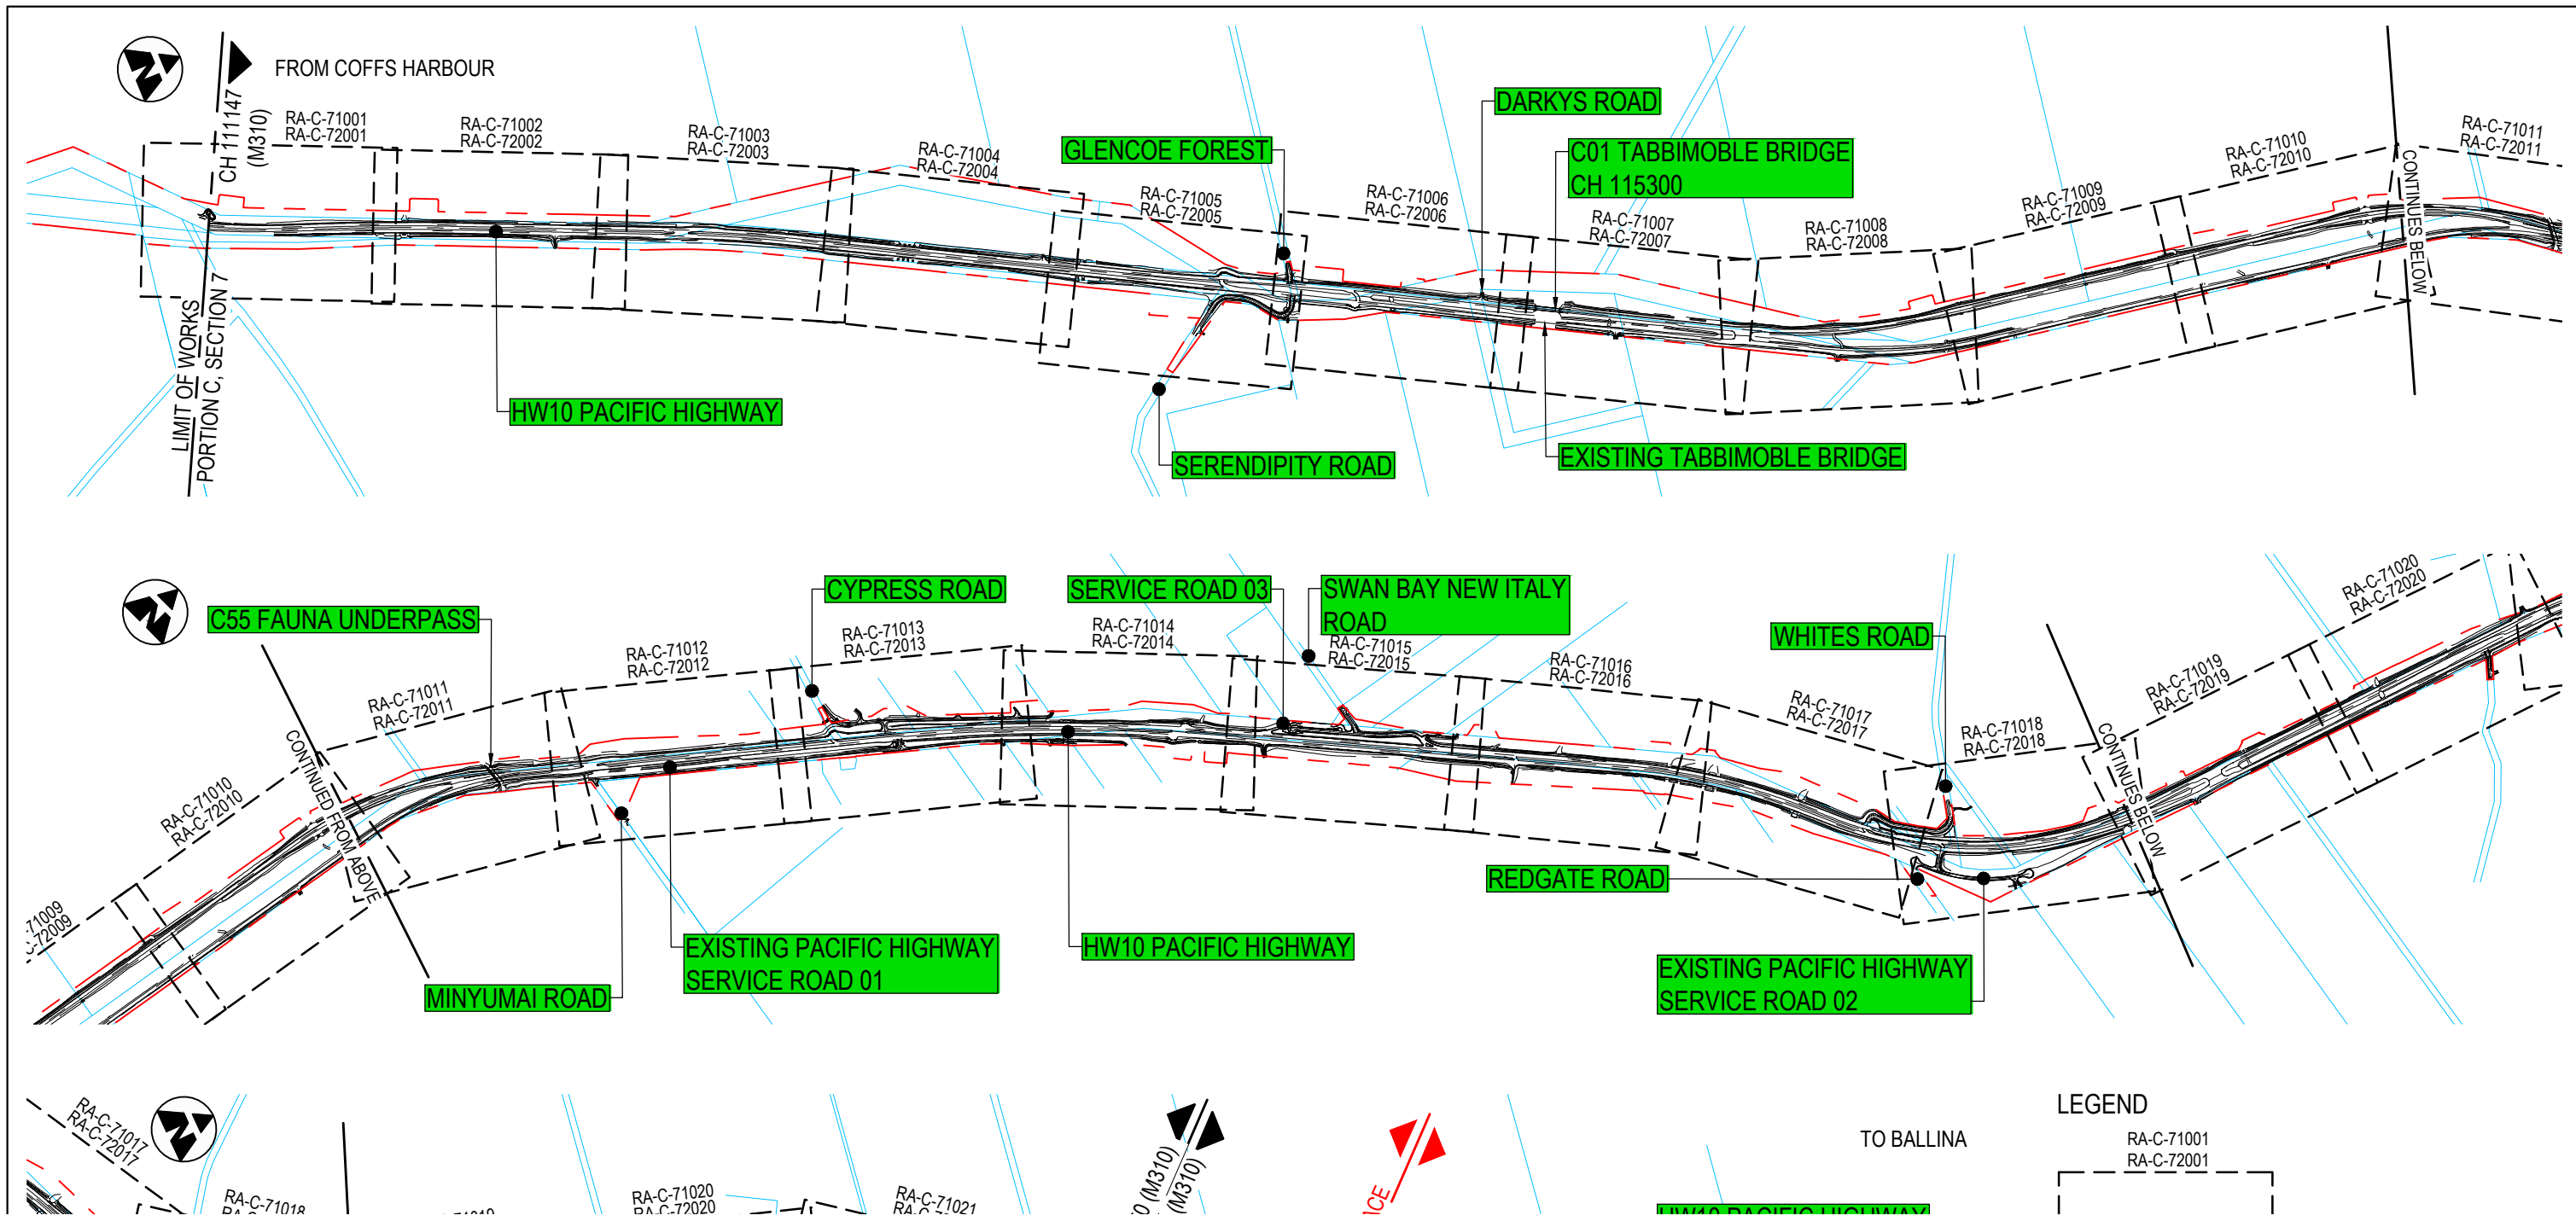 FROM COFFS HARBOUR
CH 111147
(M310)
LIMIT OF WORKS
PORTION C, SECTION 7
RA-C-71001
RA-C-72001
RA-C-71002
RA-C-72002
RA-C-71003
RA-C-72003
RA-C-71004
RA-C-72004
RA-C-71005
RA-C-72005
RA-C-71006
RA-C-72006
RA-C-71007
RA-C-72007
RA-C-71008
RA-C-72008
RA-C-71009
RA-C-72009
RA-C-71010
RA-C-72010
RA-C-71011
RA-C-72011
CONTINUES BELOW
GLENCOE FOREST
DARKYS ROAD
C01 TABBIMOBLE BRIDGE
CH 115300
HW10 PACIFIC HIGHWAY
SERENDIPITY ROAD
EXISTING TABBIMOBLE BRIDGE
C55 FAUNA UNDERPASS
CYPRESS ROAD
SERVICE ROAD 03
SWAN BAY NEW ITALY
ROAD
WHITES ROAD
-71009
C-72009
RA-C-71010
RA-C-72010
CONTINUED FROM ABOVE
RA-C-71011
RA-C-72011
RA-C-71012
RA-C-72012
RA-C-71013
RA-C-72013
RA-C-71014
RA-C-72014
RA-C-71015
RA-C-72015
RA-C-71016
RA-C-72016
RA-C-71017
RA-C-72017
RA-C-71018
RA-C-72018
CONTINUES BELOW
RA-C-71019
RA-C-72019
RA-C-71020
RA-C-72020
MINYUMAI ROAD
EXISTING PACIFIC HIGHWAY
SERVICE ROAD 01
HW10 PACIFIC HIGHWAY
REDGATE ROAD
EXISTING PACIFIC HIGHWAY
SERVICE ROAD 02
RA-C-71017
RA-C-72017
RA-C-71018
RA-C-71020
RA-C-72020
RA-C-71021
(M310)
(M310)
TO BALLINA
HW10 PACIFIC HIGHWAY
LEGEND
RA-C-71001
RA-C-72001